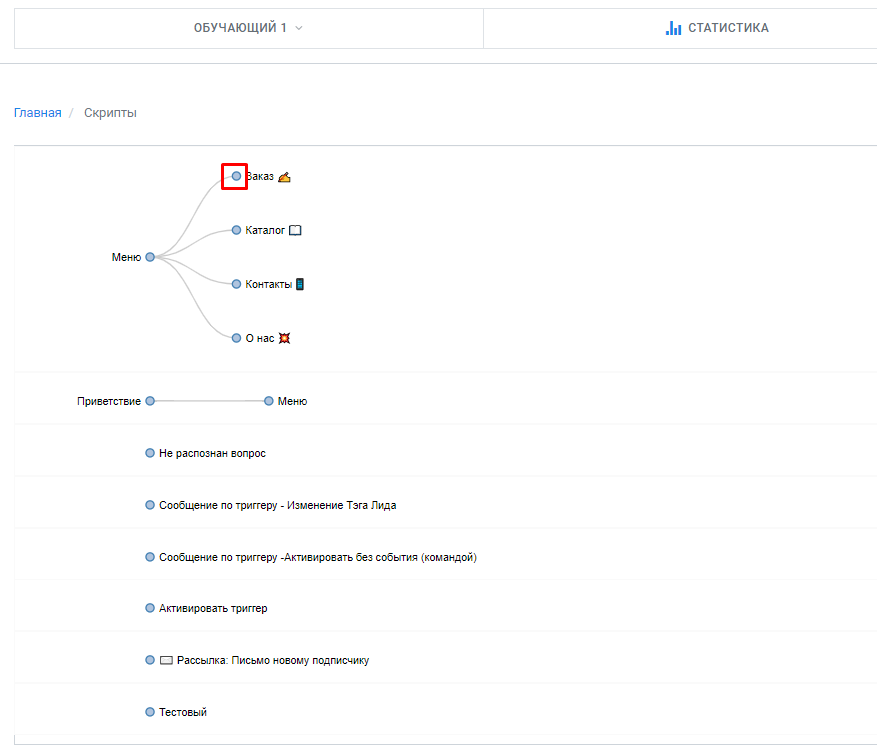 ОБУЧАЮЩИЙ 1
СТАТИСТИКА
Главная / Скрипты
Заказ ✍
Каталог 📖
Меню
Контакты 📱
О нас 💥
Приветствие
Меню
Не распознан вопрос
Сообщение по триггеру - Изменение Тэга Лида
Сообщение по триггеру -Активировать без события (командой)
Активировать триггер
Рассылка: Письмо новому подписчику
Тестовый